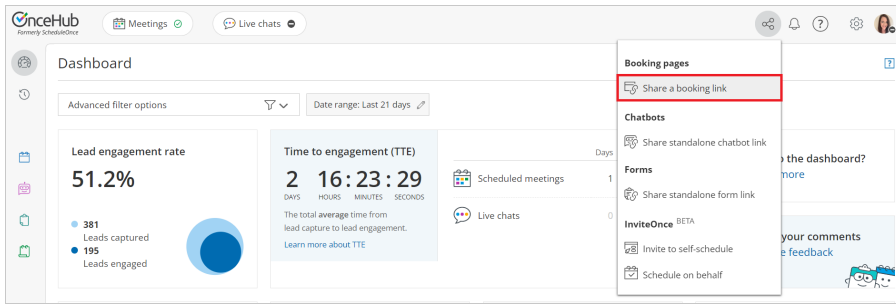 OnceHub
Formerly ScheduleOnce
Meetings
Live chats
?
Dashboard
?
Advanced filter options
Date range: Last 21 days
Lead engagement rate
51.2%
381
Leads captured
195
Leads engaged
Time to engagement (TTE)
2 16 : 23 : 29
DAYS HOURS MINUTES SECONDS
The total average time from
lead capture to lead engagement.
Learn more about TTE
Days
Scheduled meetings 1
Live chats 0
Booking pages
Share a booking link
Chatbots
Share standalone chatbot link
Forms
Share standalone form link
InviteOnce BETA
Invite to self-schedule
Schedule on behalf
the dashboard?
more
your comments
feedback